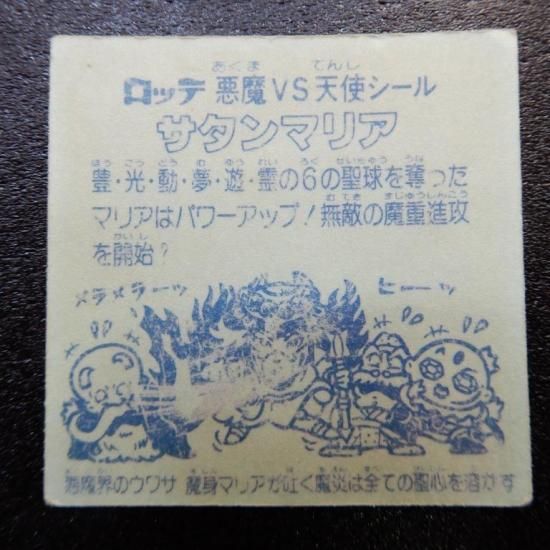 ロッテ 悪魔VS天使シール
サタンマリア
豊・光・動・夢・遊・霊の6の聖球を奪った
マリアはパワーアップ!無敵の魔重進攻
を開始?
メラメラーッ
ヒーーッ
悪魔界のウワサ 魔身マリアが吐く魔炎は全ての聖心を溶かす